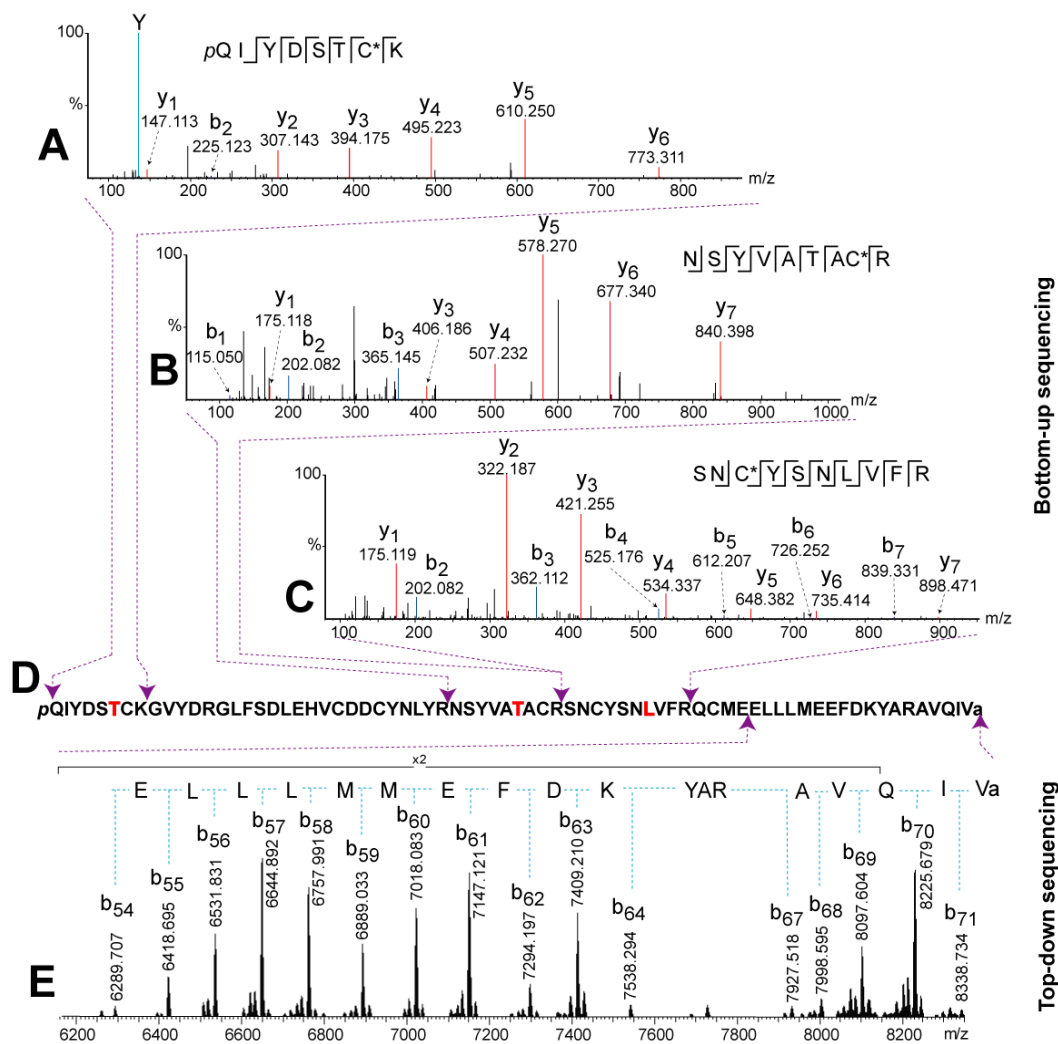 100
Y
pQ I Y D S T C* K
%
A
y1
147.113
b2
225.123
y2
307.143
y3
394.175
y4
495.223
y5
610.250
y6
773.311
100 200 300 400 500 600 700 800 m/z
100
%
B
N S Y V A T A C* R
b1
115.050
y1
175.118
b2
202.082
b3
365.145
y3
406.186
y4
507.232
y5
578.270
y6
677.340
y7
840.398
100 200 300 400 500 600 700 800 900 1000 m/z
100
%
C
S N C* Y S N L V F R
y1
175.119
b2
202.082
y2
322.187
b3
362.112
y3
421.255
b4
525.176
y4
534.337
b5
612.207
y5
648.382
b6
726.252
y6
735.414
b7
839.331
y7
898.471
100 200 300 400 500 600 700 800 900 m/z
Bottom-up sequencing
D
pQIYDSTCKGVYDRGLFSDLEHVCDDCYNLYRNSYVATACRSNCYSNLVFRQCMEELLLMEEFDKYARAVQIVa
x2
E L L L M M E F D K YAR A V Q I Va
E
b54
6289.707
b55
6418.695
b56
6531.831
b57
6644.892
b58
6757.991
b59
6889.033
b60
7018.083
b61
7147.121
b62
7294.197
b63
7409.210
b64
7538.294
b67
7927.518
b68
7998.595
b69
8097.604
b70
8225.679
b71
8338.734
6200 6400 6600 6800 7000 7200 7400 7600 7800 8000 8200 m/z
Top-down sequencing